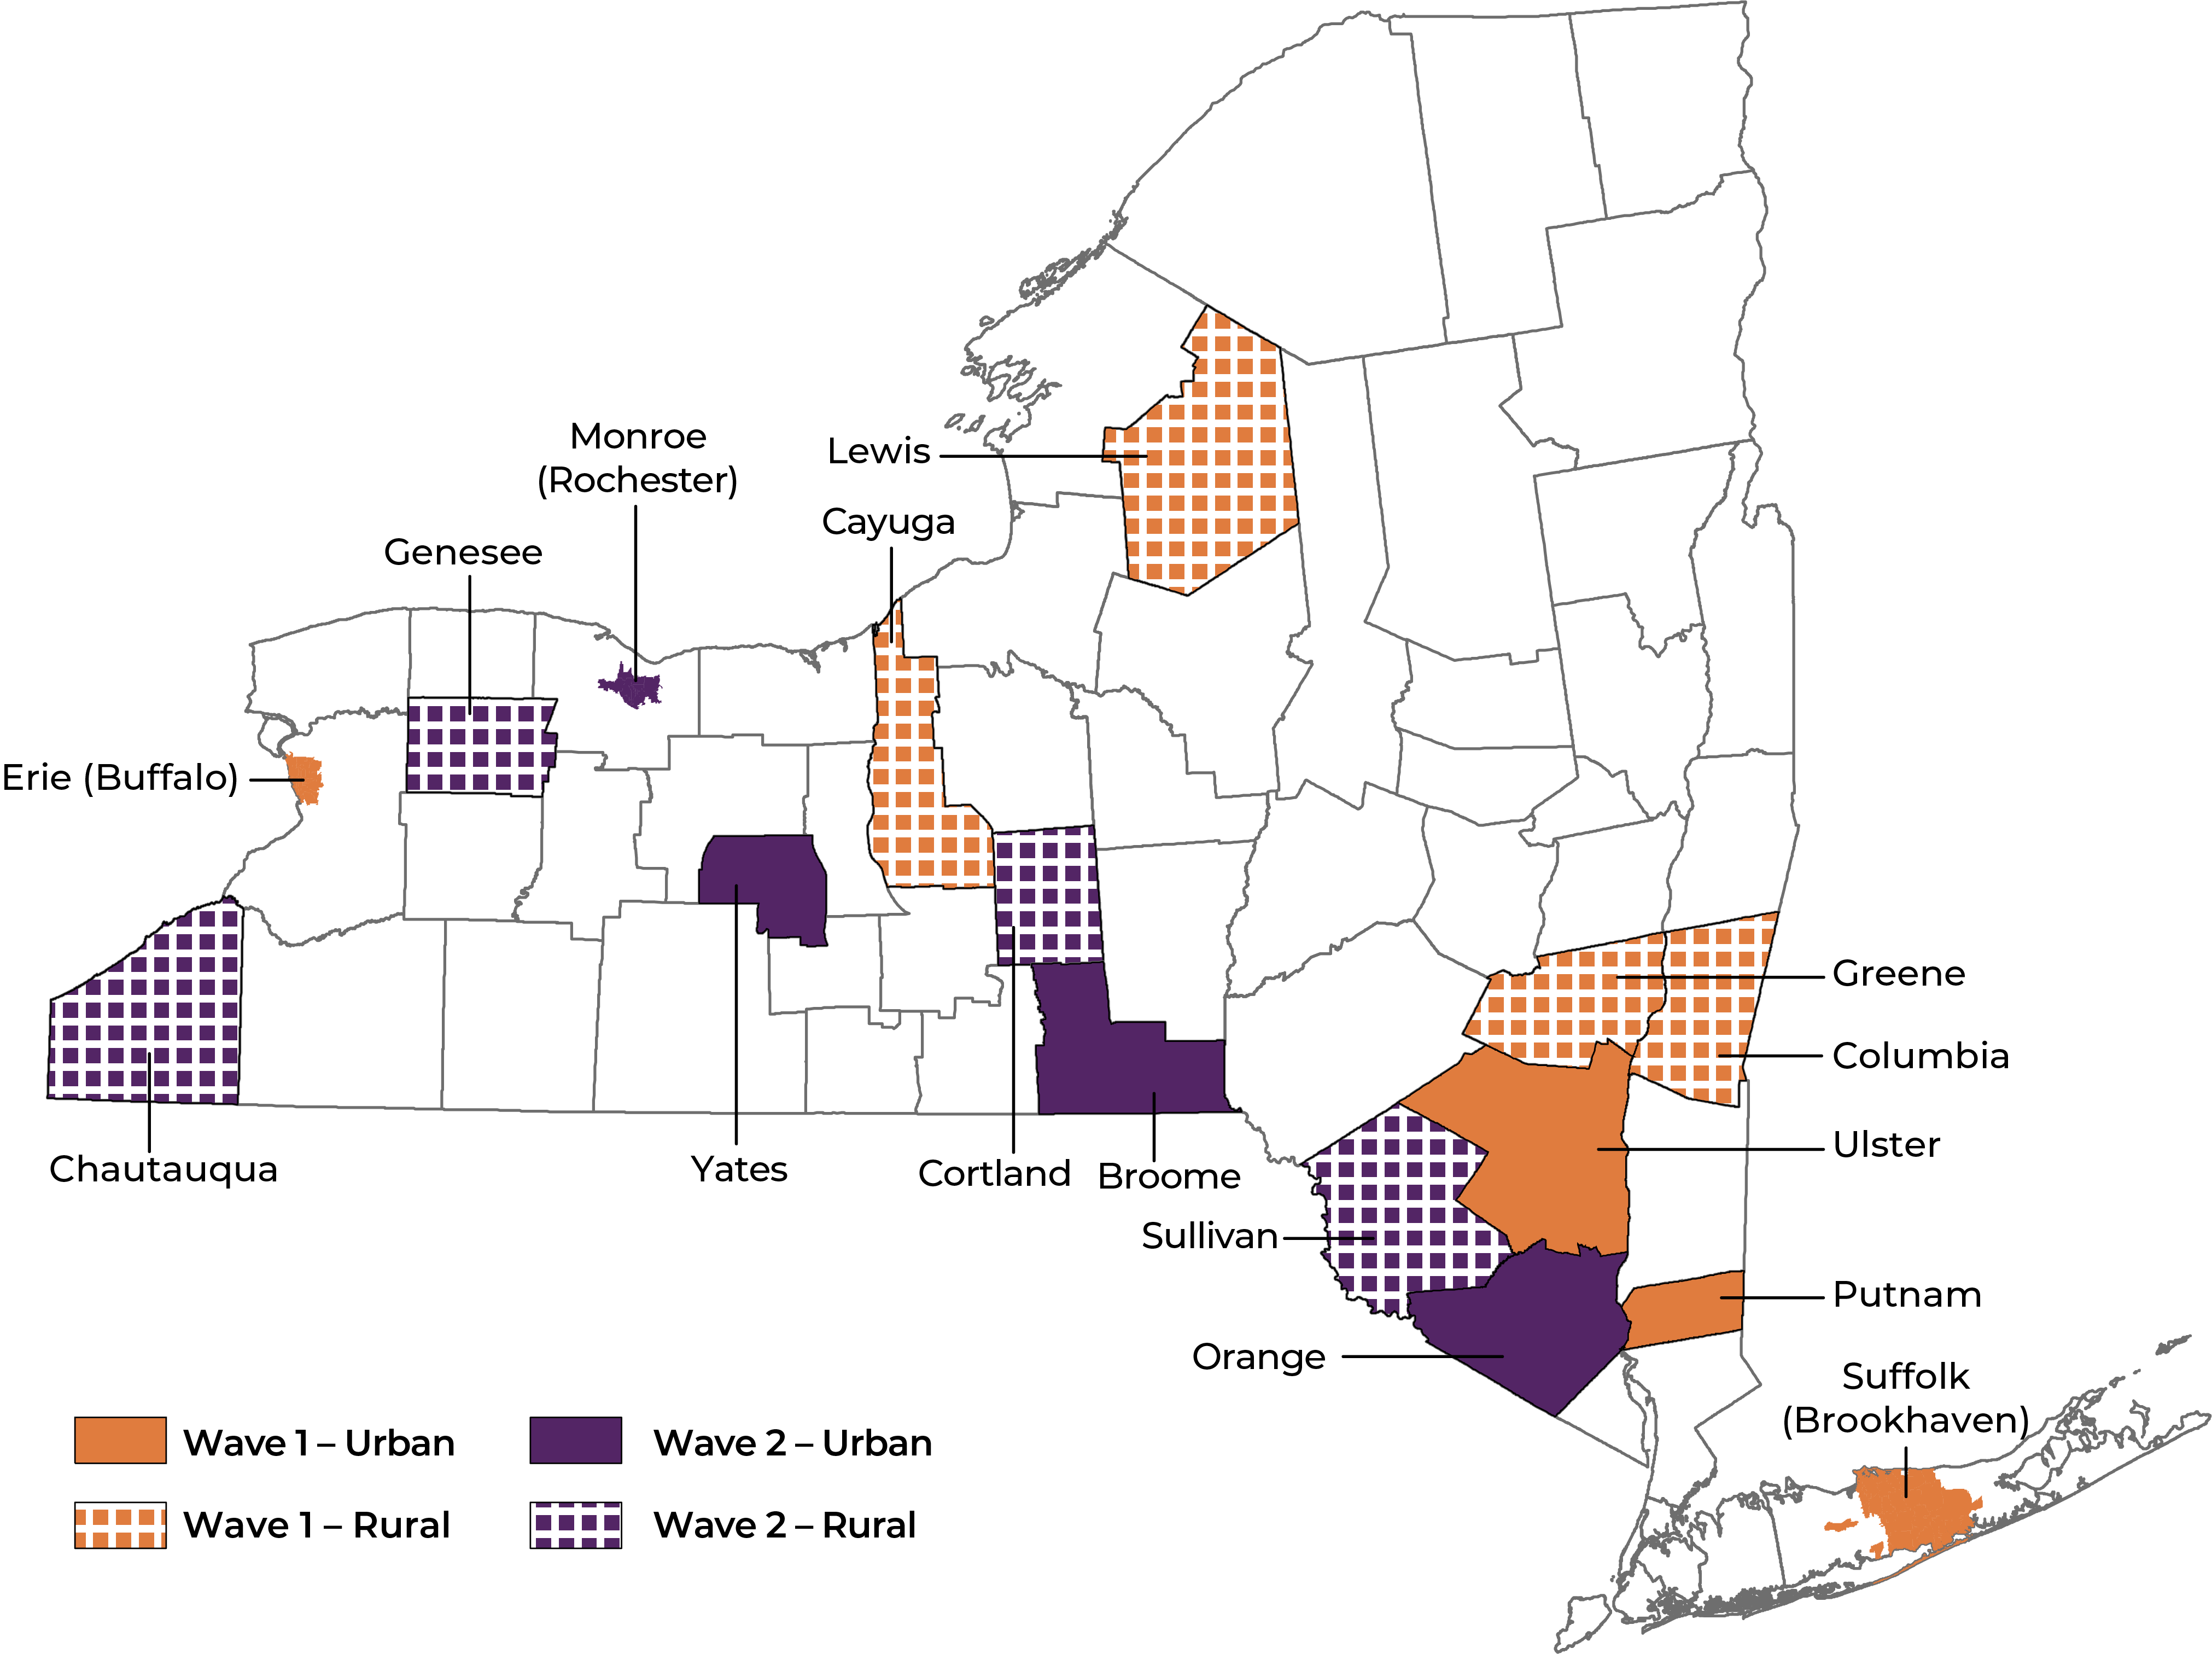 Monroe
(Rochester)
Lewis
Cayuga
Genesee
Erie (Buffalo)
Greene
Columbia
Ulster
Chautauqua
Yates
Cortland
Broome
Sullivan
Putnam
Orange
Suffolk
(Brookhaven)
Wave 1 – Urban
Wave 2 – Urban
Wave 1 – Rural
Wave 2 – Rural